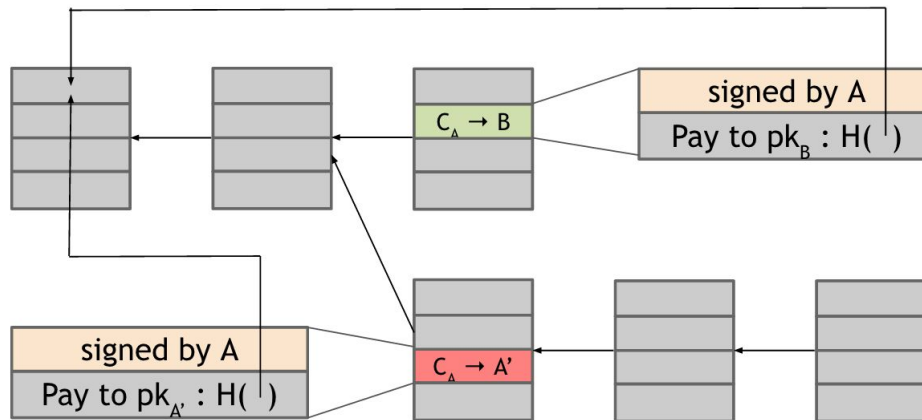 signed by A
C_A → B
Pay to pk_B : H( )
signed by A
C_A → A'
Pay to pk_A' : H( )